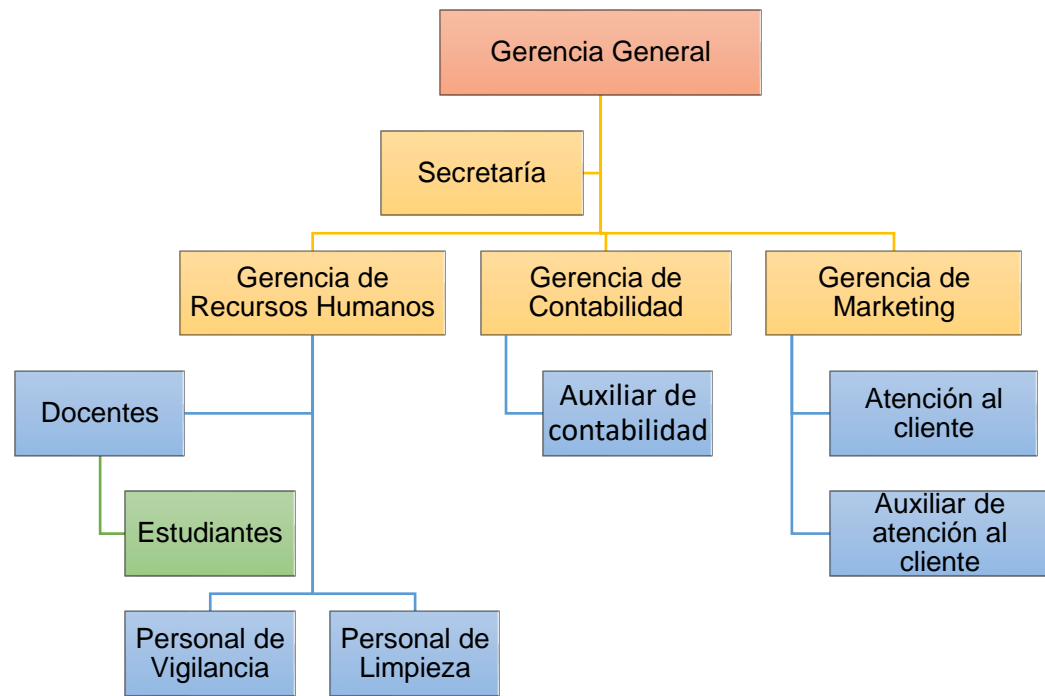 Gerencia General
Secretaría
Gerencia de
Recursos Humanos
Gerencia de
Contabilidad
Gerencia de
Marketing
Docentes
Auxiliar de
contabilidad
Atención al
cliente
Estudiantes
Auxiliar de
atención al
cliente
Personal de
Vigilancia
Personal de
Limpieza